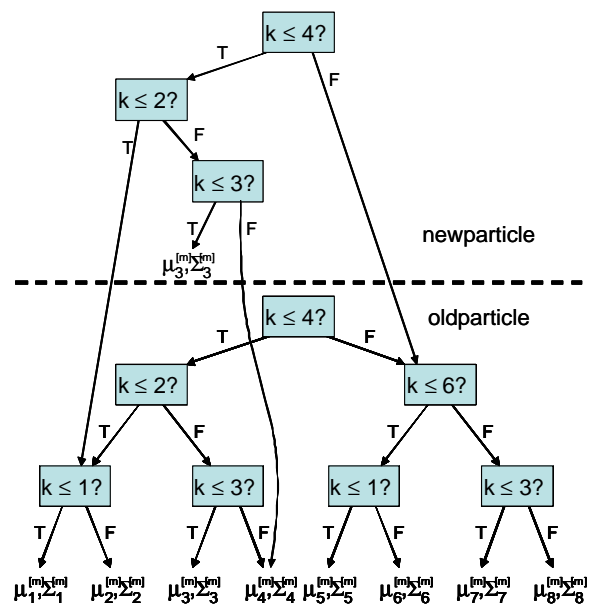 k ≤ 4?
T
F
k ≤ 2?
T
F
k ≤ 3?
T
F
μ₃^[m],Σ₃^[m]
newparticle
k ≤ 4?
oldparticle
T
F
k ≤ 2?
k ≤ 6?
T
F
T
F
k ≤ 1?
k ≤ 3?
k ≤ 1?
k ≤ 3?
T
F
T
F
T
F
T
F
μ₁^[m],Σ₁^[m] μ₂^[m],Σ₂^[m] μ₃^[m],Σ₃^[m] μ₄^[m],Σ₄^[m] μ₅^[m],Σ₅^[m] μ₆^[m],Σ₆^[m] μ₇^[m],Σ₇^[m] μ₈^[m],Σ₈^[m]